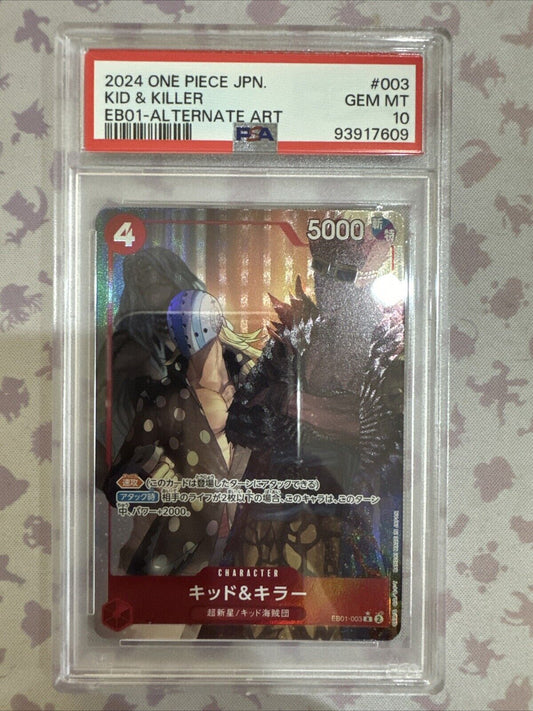 2024 ONE PIECE JPN.
#003
KID & KILLER
GEM MT
EB01-ALTERNATE ART
10
PSA
93917609
4
5000
特
速攻 (このカードは登場したターンにアタックできる)
アタック時 相手のライフが2枚以下の場合、このキャラは、このターン
中、パワー+2000。
CHARACTER
キッド&キラー
超新星/キッド海賊団
EB01-003 R 2